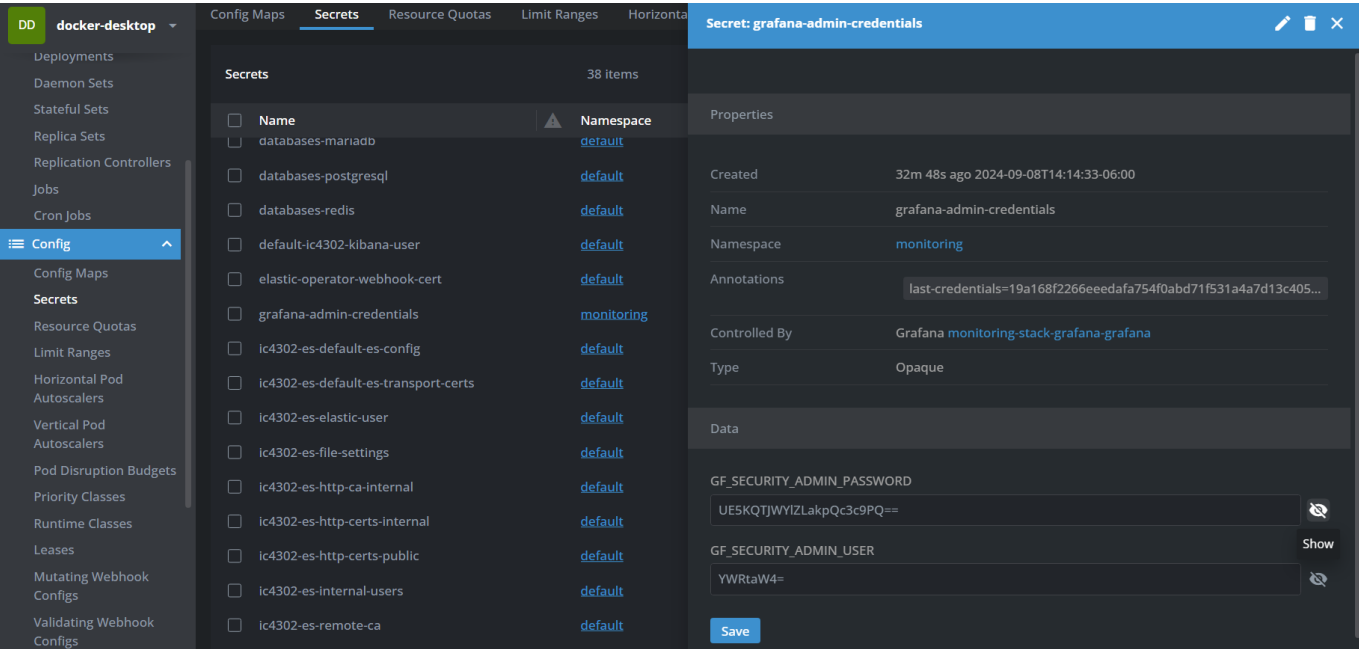 DD docker-desktop
Deployments
Daemon Sets
Stateful Sets
Replica Sets
Replication Controllers
Jobs
Cron Jobs
Config
Config Maps
Secrets
Resource Quotas
Limit Ranges
Horizontal Pod
Autoscalers
Vertical Pod
Autoscalers
Pod Disruption Budgets
Priority Classes
Runtime Classes
Leases
Mutating Webhook
Configs
Validating Webhook
Configs
Config Maps Secrets Resource Quotas Limit Ranges Horizonta
Secrets 38 items
Name Namespace
databases-mariadb default
databases-postgresql default
databases-redis default
default-ic4302-kibana-user default
elastic-operator-webhook-cert default
grafana-admin-credentials monitoring
ic4302-es-default-es-config default
ic4302-es-default-es-transport-certs default
ic4302-es-elastic-user default
ic4302-es-file-settings default
ic4302-es-http-ca-internal default
ic4302-es-http-certs-internal default
ic4302-es-http-certs-public default
ic4302-es-internal-users default
ic4302-es-remote-ca default
Secret: grafana-admin-credentials
Properties
Created 32m 48s ago 2024-09-08T14:14:33-06:00
Name grafana-admin-credentials
Namespace monitoring
Annotations last-credentials=19a168f2266eeedafa754f0abd71f531a4a7d13c405...
Controlled By Grafana monitoring-stack-grafana-grafana
Type Opaque
Data
GF_SECURITY_ADMIN_PASSWORD
UE5KQTJWYlZLakpQc3c9PQ==
Show
GF_SECURITY_ADMIN_USER
YWRtaW4=
Save